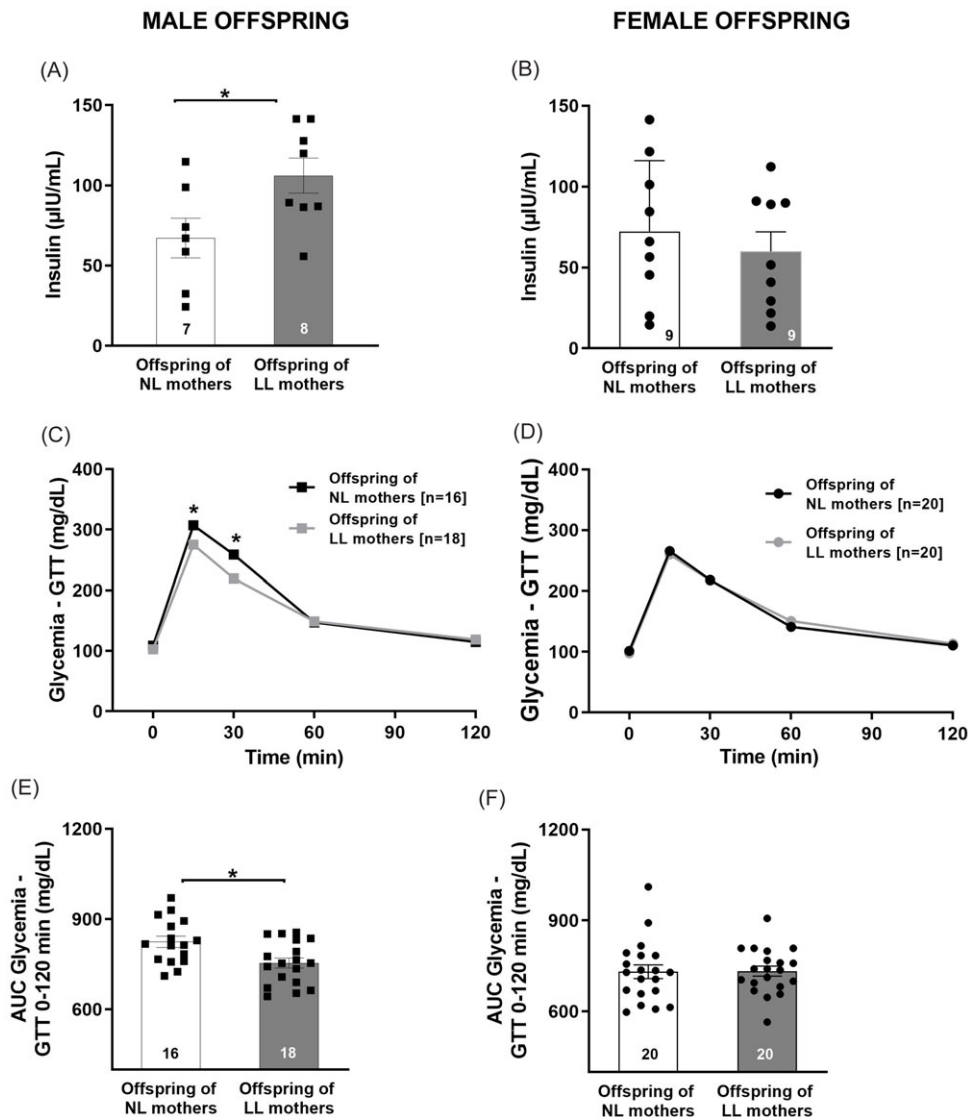 MALE OFFSPRING
FEMALE OFFSPRING
(A)
*
Insulin (µIU/mL)
150
100
50
0
7
8
Offspring of
NL mothers
Offspring of
LL mothers
(B)
Insulin (µIU/mL)
150
100
50
0
9
9
Offspring of
NL mothers
Offspring of
LL mothers
(C)
Glycemia - GTT (mg/dL)
400
300
200
100
0
*
*
Offspring of
NL mothers [n=16]
Offspring of
LL mothers [n=18]
0
30
60
90
120
Time (min)
(D)
Glycemia - GTT (mg/dL)
400
300
200
100
0
Offspring of
NL mothers [n=20]
Offspring of
LL mothers [n=20]
0
30
60
90
120
Time (min)
(E)
AUC Glycemia -
GTT 0-120 min (mg/dL)
1200
900
600
*
16
18
Offspring of
NL mothers
Offspring of
LL mothers
(F)
AUC Glycemia -
GTT 0-120 min (mg/dL)
1200
900
600
20
20
Offspring of
NL mothers
Offspring of
LL mothers